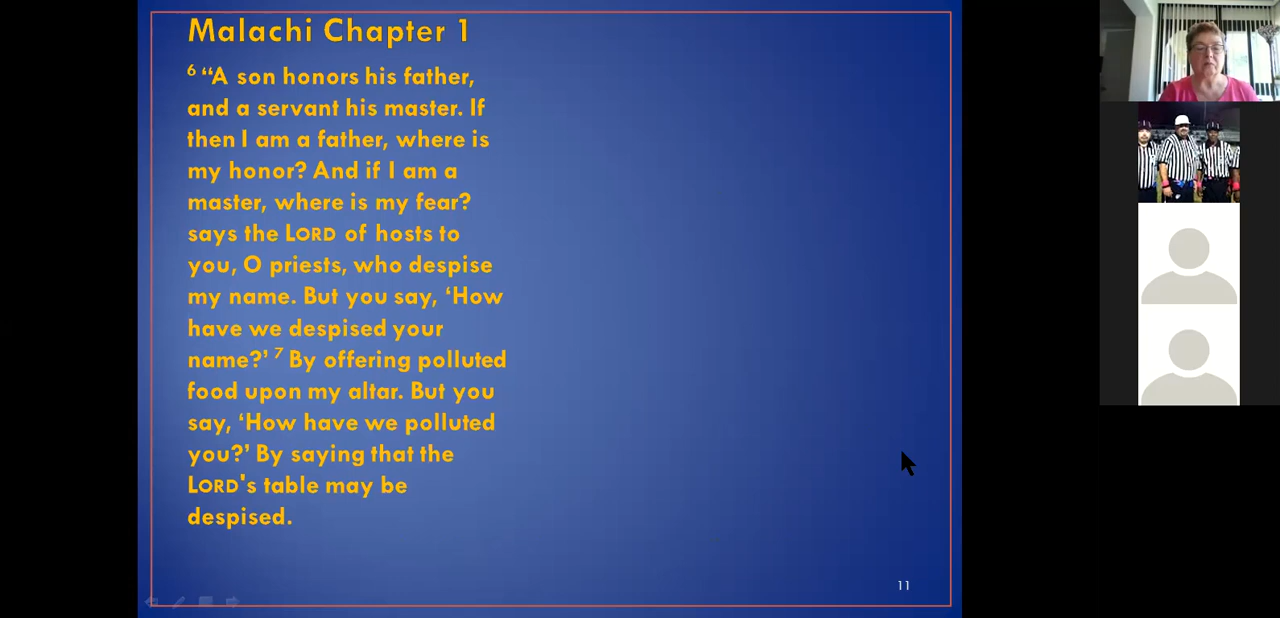 Malachi Chapter 1
6 “A son honors his father,
and a servant his master. If
then I am a father, where is
my honor? And if I am a
master, where is my fear?
says the LORD of hosts to
you, O priests, who despise
my name. But you say, ‘How
have we despised your
name?’ 7 By offering polluted
food upon my altar. But you
say, ‘How have we polluted
you?’ By saying that the
LORD's table may be
despised.
11